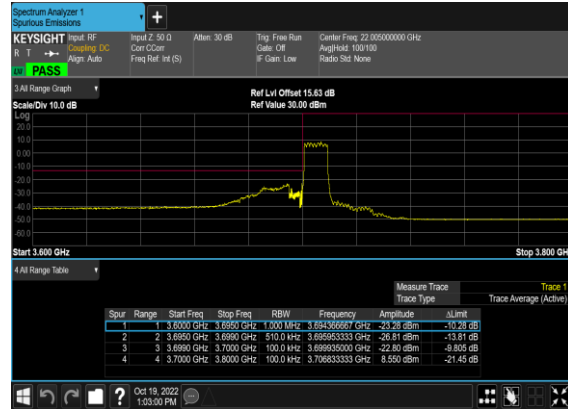 Spectrum Analyzer 1
Spurious Emissions
+
KEYSIGHT Input: RF Input Z: 50 Ω Atten: 30 dB Trig: Free Run Center Freq: 22.005000000 GHz
R T Coupling: DC Corr CCorr Gate: Off Avg|Hold: 100/100
Align: Auto Freq Ref: Int (S) IF Gain: Low Radio Std: None
LM PASS
3 All Range Graph
Ref Lvl Offset 15.63 dB
Scale/Div 10.0 dB Ref Value 30.00 dBm
Log
20.0
10.0
0.00
-10.0
-20.0
-30.0
-40.0
-50.0
-60.0
Start 3.600 GHz Stop 3.800 GH
4 All Range Table
Measure Trace Trace 1
Trace Type Trace Average (Active)
Spur Range Start Freq Stop Freq RBW Frequency Amplitude ΔLimit
1 1 3.6000 GHz 3.6950 GHz 1.000 MHz 3.694366667 GHz -23.28 dBm -10.28 dB
2 2 3.6950 GHz 3.6990 GHz 510.0 kHz 3.695953333 GHz -26.81 dBm -13.81 dB
3 3 3.6990 GHz 3.7000 GHz 100.0 kHz 3.699935000 GHz -22.80 dBm -9.805 dB
4 4 3.7000 GHz 3.8000 GHz 100.0 kHz 3.706833333 GHz 8.550 dBm -21.45 dB
? Oct 19, 2022
1:03:00 PM